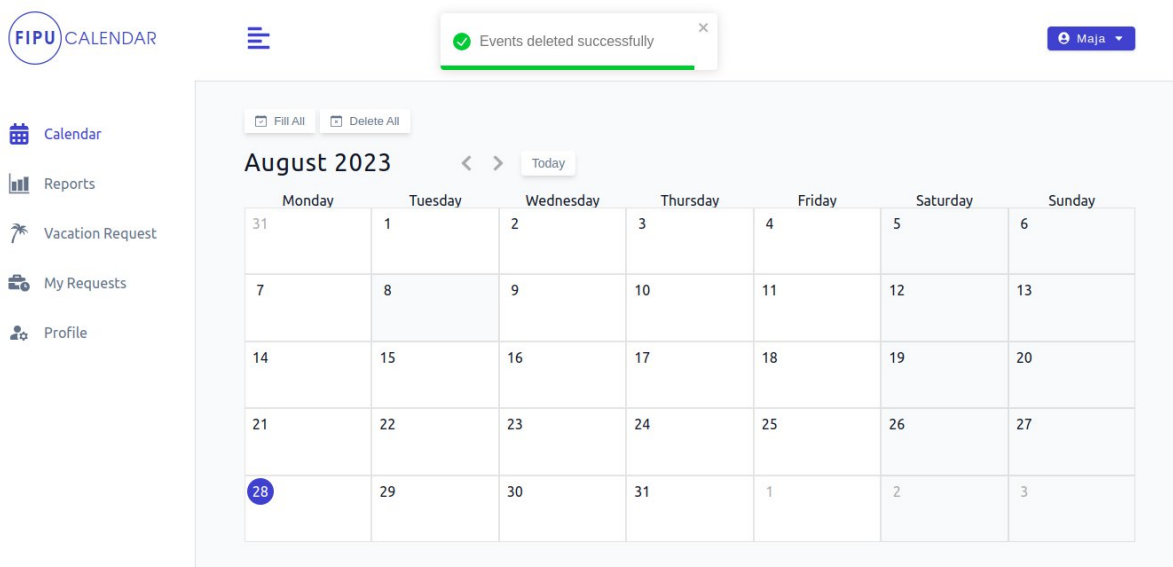 FIPU CALENDAR
Events deleted successfully
Maja
Calendar
Reports
Vacation Request
My Requests
Profile
Fill All Delete All
August 2023 Today
Monday Tuesday Wednesday Thursday Friday Saturday Sunday
31 1 2 3 4 5 6
7 8 9 10 11 12 13
14 15 16 17 18 19 20
21 22 23 24 25 26 27
28 29 30 31 1 2 3